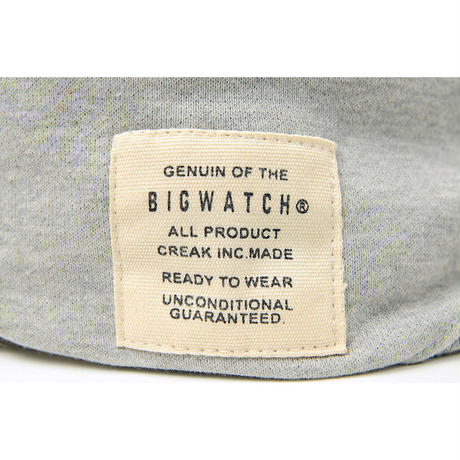 GENUIN OF THE
BIGWATCH®
ALL PRODUCT
CREAK INC.MADE
READY TO WEAR
UNCONDITIONAL
GUARANTEED.